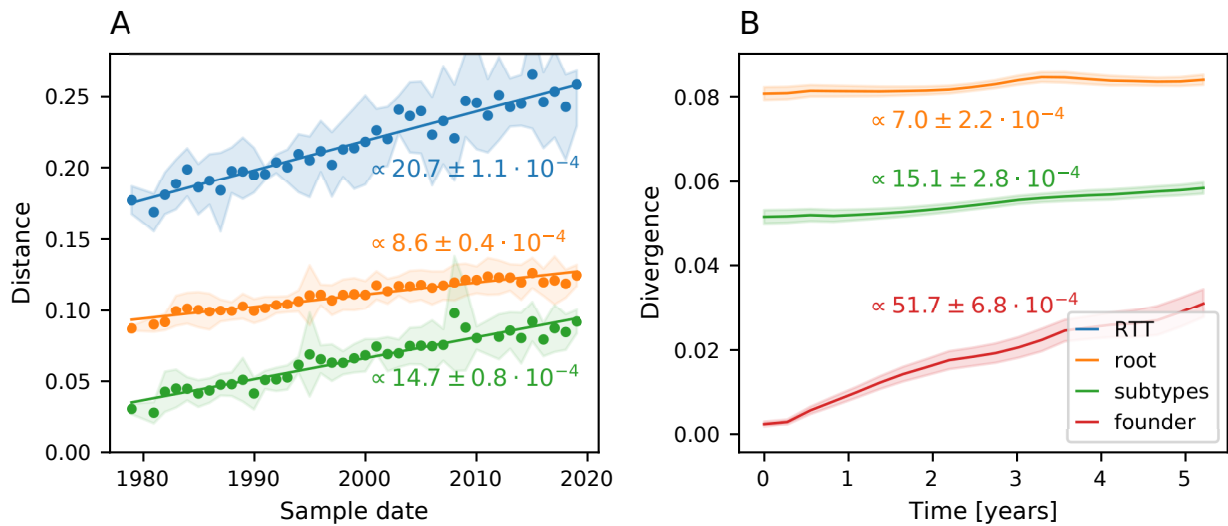 A
Distance
0.25
0.20
0.15
0.10
0.05
0.00
∝ 20.7 ± 1.1 · 10⁻⁴
∝ 8.6 ± 0.4 · 10⁻⁴
∝ 14.7 ± 0.8 · 10⁻⁴
1980 1990 2000 2010 2020
Sample date
B
Divergence
0.08
0.06
0.04
0.02
0.00
∝ 7.0 ± 2.2 · 10⁻⁴
∝ 15.1 ± 2.8 · 10⁻⁴
∝ 51.7 ± 6.8 · 10⁻⁴
RTT
root
subtypes
founder
0 1 2 3 4 5
Time [years]